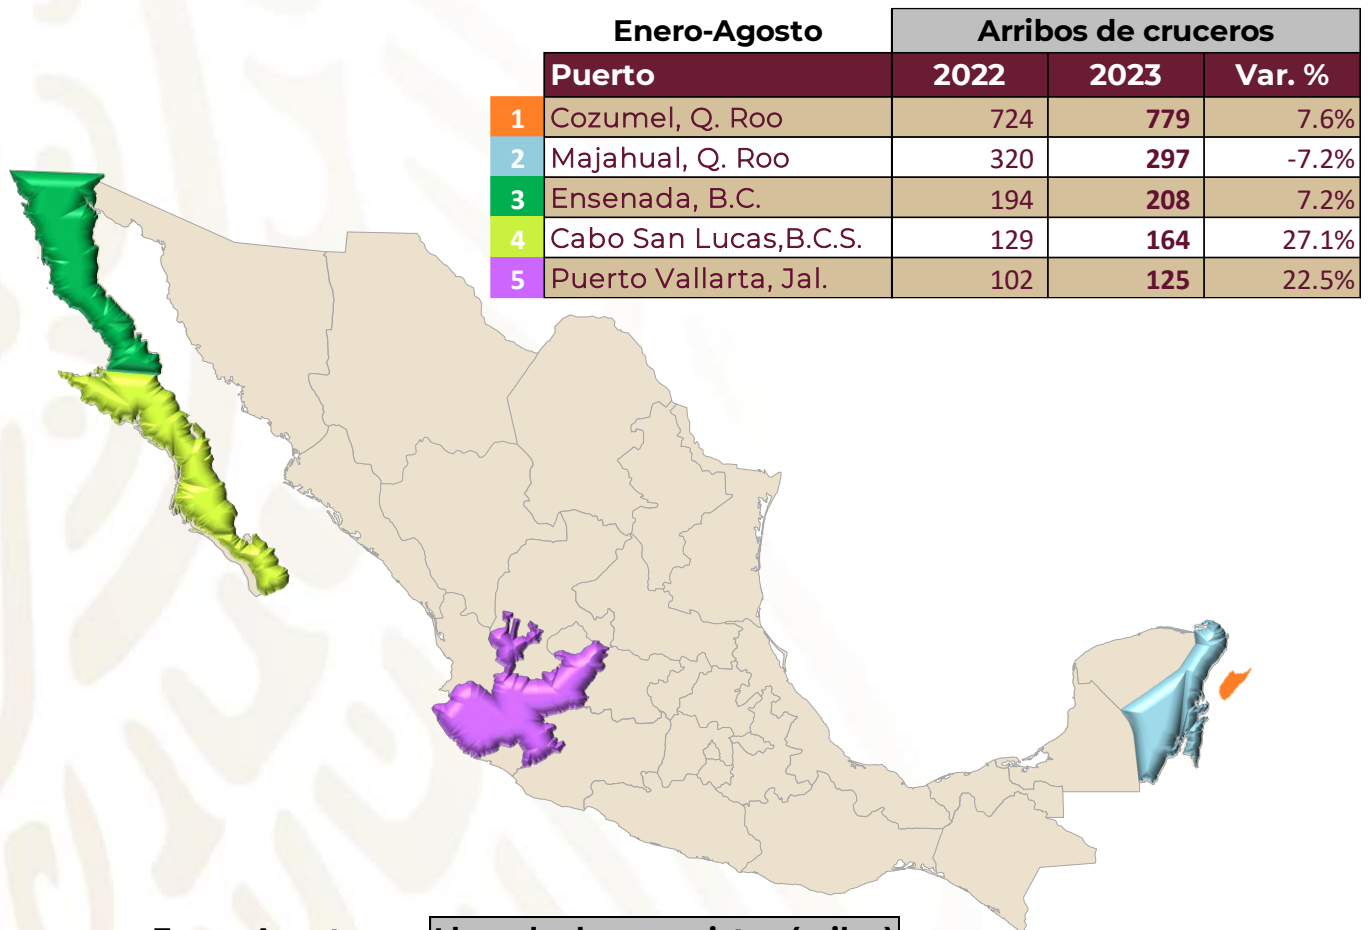 Enero-Agosto Arribos de cruceros
Puerto 2022 2023 Var. %
1 Cozumel, Q. Roo 724 779 7.6%
2 Majahual, Q. Roo 320 297 -7.2%
3 Ensenada, B.C. 194 208 7.2%
4 Cabo San Lucas,B.C.S. 129 164 27.1%
5 Puerto Vallarta, Jal. 102 125 22.5%